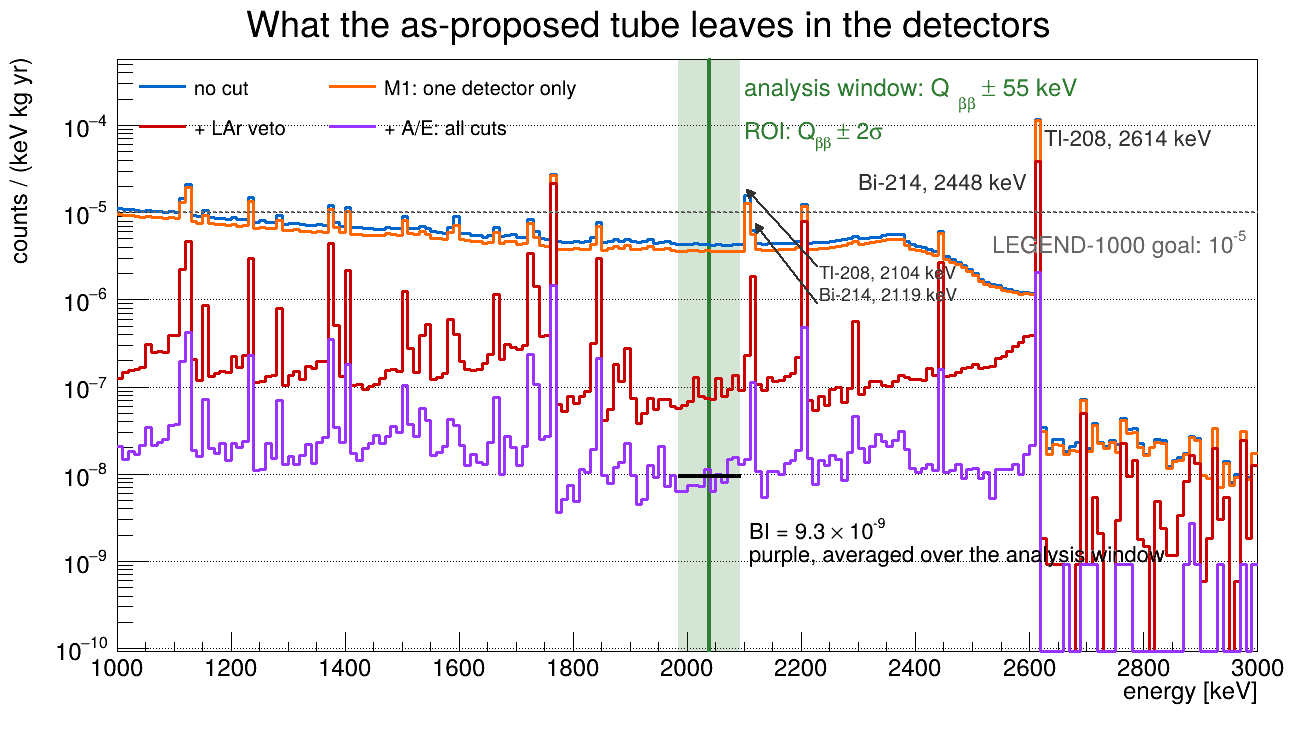 What the as-proposed tube leaves in the detectors
counts / (keV kg yr)
no cut
M1: one detector only
+ LAr veto
+ A/E: all cuts
analysis window: Q_ββ ± 55 keV
ROI: Q_ββ ± 2σ
Tl-208, 2614 keV
Bi-214, 2448 keV
LEGEND-1000 goal: 10^-5
Tl-208, 2104 keV
Bi-214, 2119 keV
BI = 9.3 × 10^-9
purple, averaged over the analysis window
10^-4
10^-5
10^-6
10^-7
10^-8
10^-9
10^-10
1000 1200 1400 1600 1800 2000 2200 2400 2600 2800 3000
energy [keV]